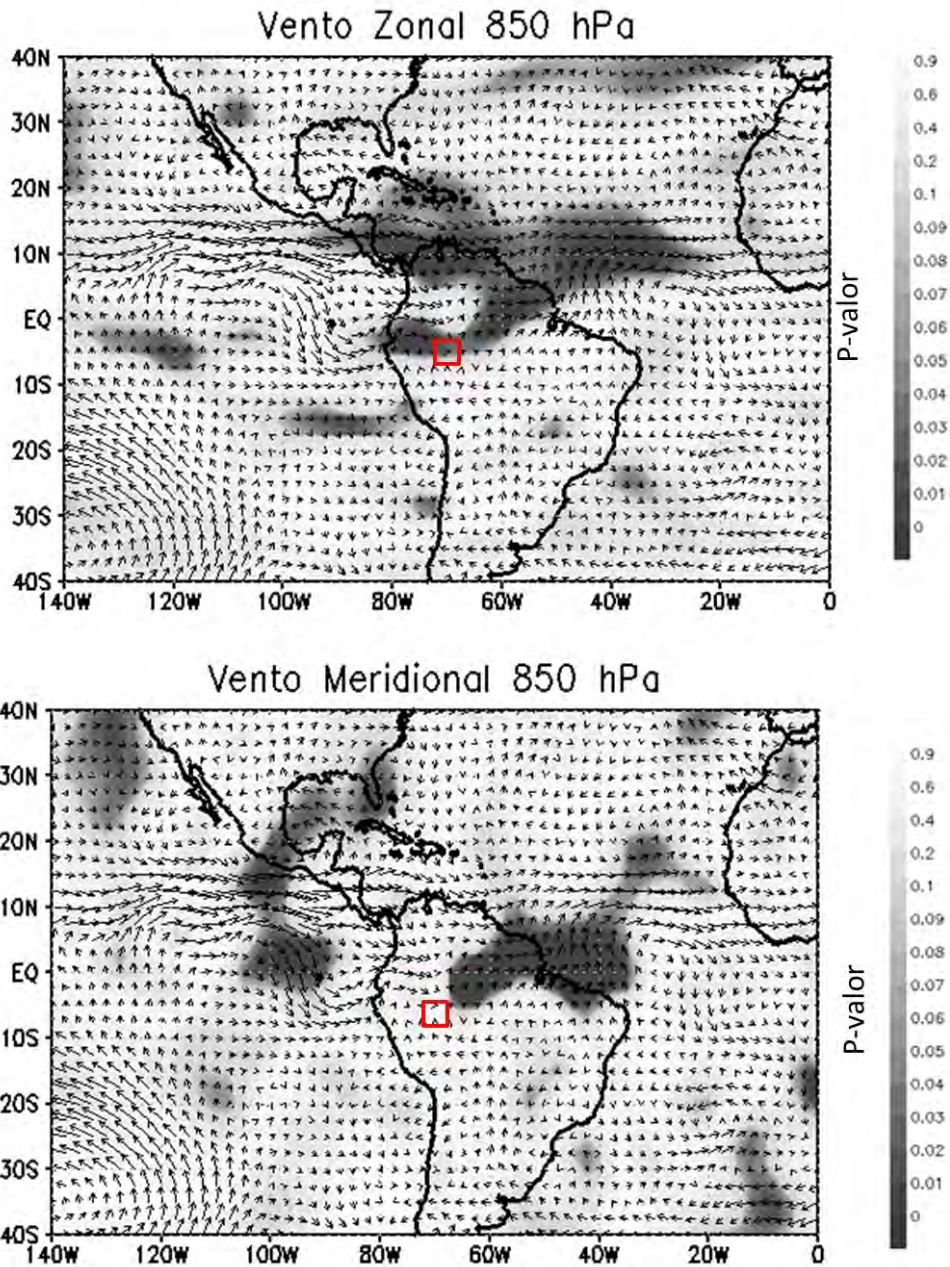 Vento Zonal 850 hPa
40N
30N
20N
10N
EQ
10S
20S
30S
40S
140W 120W 100W 80W 60W 40W 20W 0
0.9
0.6
0.4
0.2
0.1
0.09
0.08
0.07
0.06
0.05
0.04
0.03
0.02
0.01
0
P-valor
Vento Meridional 850 hPa
40N
30N
20N
10N
EQ
10S
20S
30S
40S
140W 120W 100W 80W 60W 40W 20W 0
0.9
0.6
0.4
0.2
0.1
0.09
0.08
0.07
0.06
0.05
0.04
0.03
0.02
0.01
0
P-valor